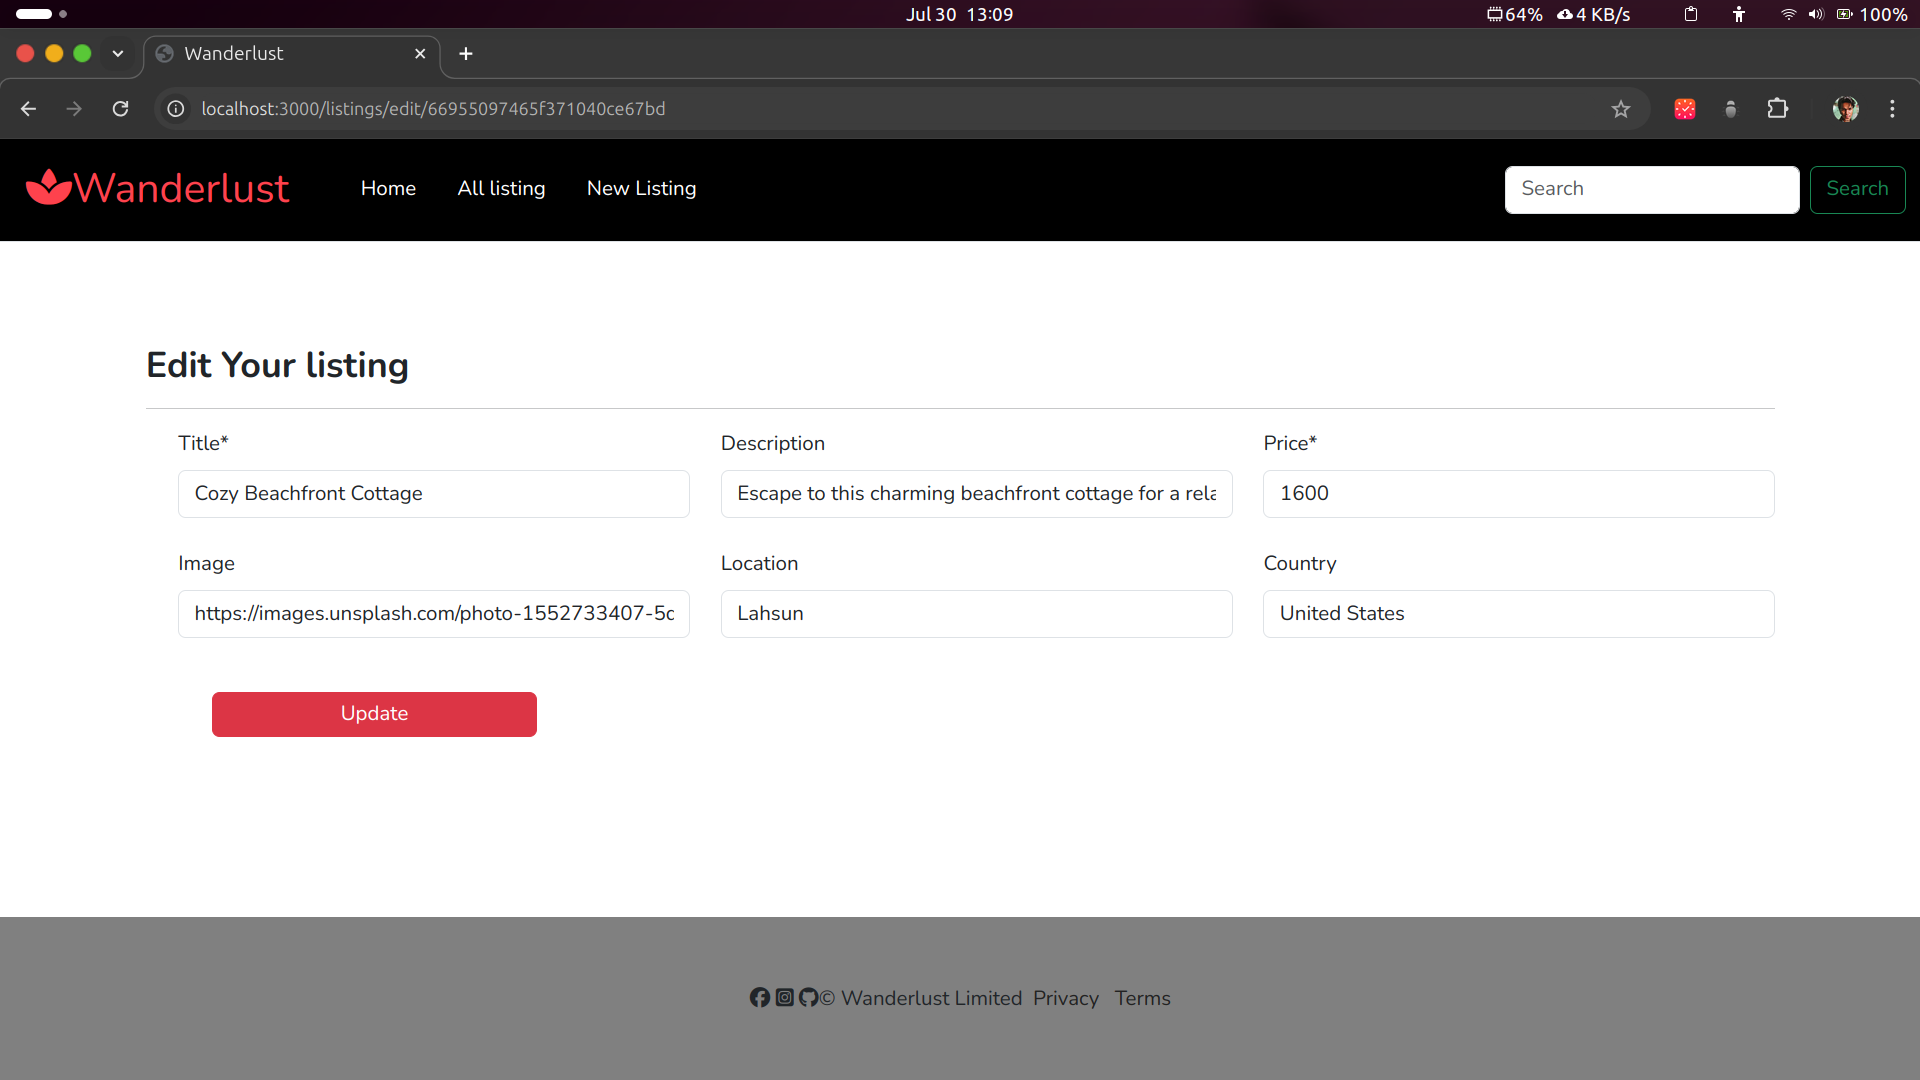 Jul 30 13:09
64% 4 KB/s 100%
Wanderlust
localhost:3000/listings/edit/66955097465f371040ce67bd
Wanderlust Home All listing New Listing Search Search
Edit Your listing
Title* Description Price*
Cozy Beachfront Cottage Escape to this charming beachfront cottage for a rela 1600
Image Location Country
https://images.unsplash.com/photo-1552733407-5c Lahsun United States
Update
© Wanderlust Limited Privacy Terms